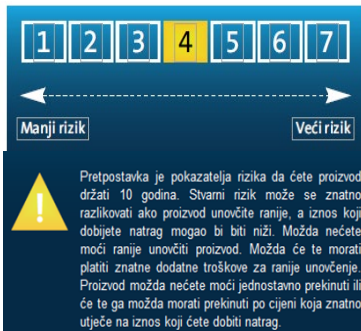 1 2 3 4 5 6 7
Manji rizik Veći rizik
Pretpostavka je pokazatelja rizika da ćete proizvod
držati 10 godina. Stvarni rizik može se znatno
razlikovati ako proizvod unovčite ranije, a iznos koji
dobijete natrag mogao bi biti niži. Možda nećete
moći ranije unovčiti proizvod. Možda će te morati
platiti znatne dodatne troškove za ranije unovčenje.
Proizvod možda nećete moći jednostavno prekinuti ili
će te ga možda morati prekinuti po cijeni koja znatno
utječe na iznos koji ćete dobiti natrag.